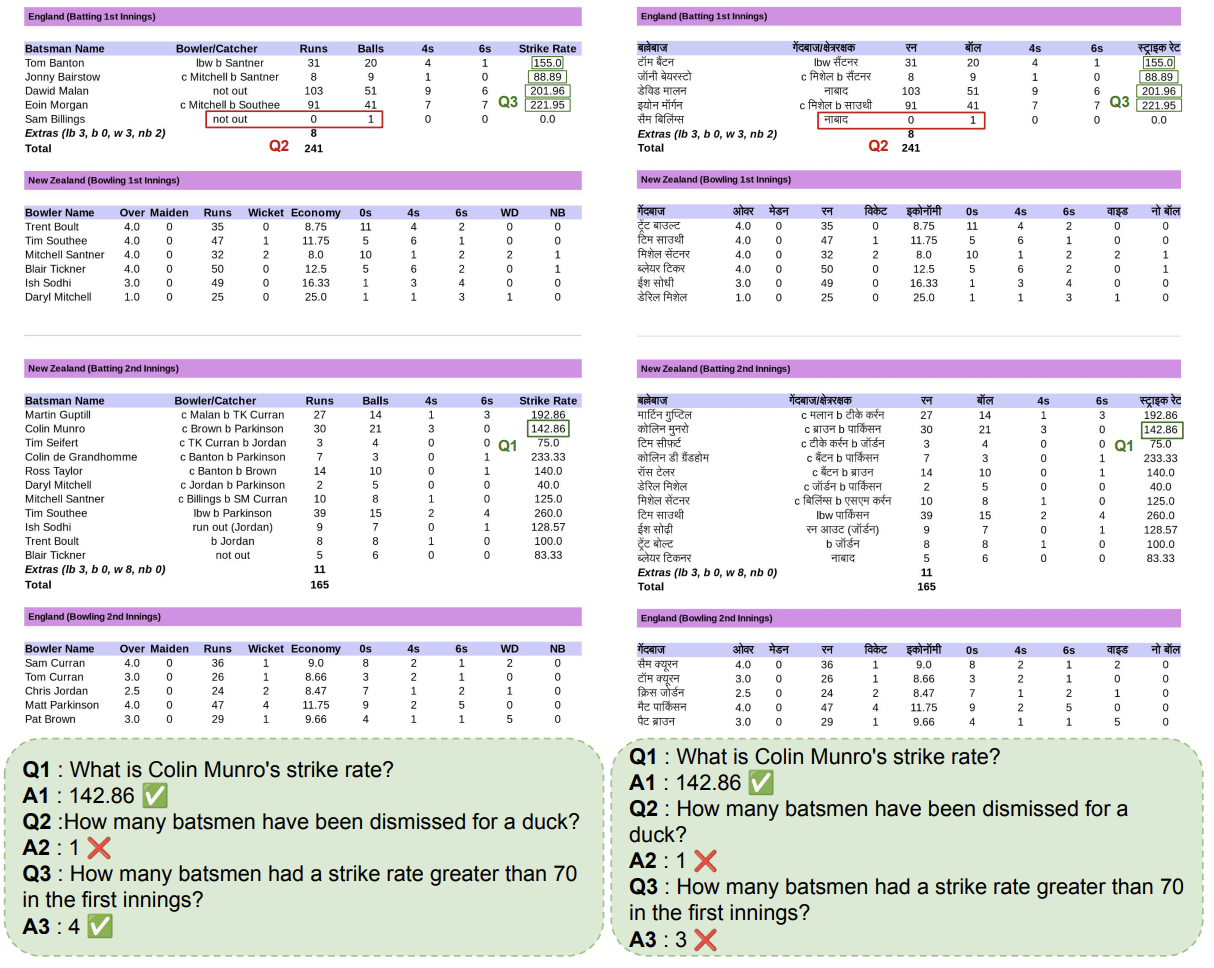 England (Batting 1st Innings)
Batsman Name Bowler/Catcher Runs Balls 4s 6s Strike Rate
Tom Banton lbw b Santner 31 20 4 1 155.0
Jonny Bairstow c Mitchell b Santner 8 9 1 0 88.89
Dawid Malan not out 103 51 9 6 201.96
Eoin Morgan c Mitchell b Southee 91 41 7 7 221.95
Q3
Sam Billings not out 0 1 0 0 0.0
Extras (lb 3, b 0, w 3, nb 2) 8
Q2
Total 241
New Zealand (Bowling 1st Innings)
Bowler Name Over Maiden Runs Wicket Economy 0s 4s 6s WD NB
Trent Boult 4.0 0 35 0 8.75 11 4 2 0 0
Tim Southee 4.0 0 47 1 11.75 5 6 1 0 0
Mitchell Santner 4.0 0 32 2 8.0 10 1 2 2 1
Blair Tickner 4.0 0 50 0 12.5 5 6 2 0 1
Ish Sodhi 3.0 0 49 0 16.33 1 3 4 0 0
Daryl Mitchell 1.0 0 25 0 25.0 1 1 3 1 0
New Zealand (Batting 2nd Innings)
Batsman Name Bowler/Catcher Runs Balls 4s 6s Strike Rate
Martin Guptill c Malan b TK Curran 27 14 1 3 192.86
Colin Munro c Brown b Parkinson 30 21 3 0 142.86
Tim Seifert c TK Curran b Jordan 3 4 0 0 75.0
Q1
Colin de Grandhomme c Banton b Parkinson 7 3 0 1 233.33
Ross Taylor c Banton b Brown 14 10 0 1 140.0
Daryl Mitchell c Jordan b Parkinson 2 5 0 0 40.0
Mitchell Santner c Billings b SM Curran 10 8 1 0 125.0
Tim Southee lbw b Parkinson 39 15 2 4 260.0
Ish Sodhi run out (Jordan) 9 7 0 1 128.57
Trent Boult b Jordan 8 8 1 0 100.0
Blair Tickner not out 5 6 0 0 83.33
Extras (lb 3, b 0, w 8, nb 0) 11
Total 165
England (Bowling 2nd Innings)
Bowler Name Over Maiden Runs Wicket Economy 0s 4s 6s WD NB
Sam Curran 4.0 0 36 1 9.0 8 2 1 2 0
Tom Curran 3.0 0 26 1 8.66 3 2 1 0 0
Chris Jordan 2.5 0 24 2 8.47 7 1 2 1 0
Matt Parkinson 4.0 0 47 4 11.75 9 2 5 0 0
Pat Brown 3.0 0 29 1 9.66 4 1 1 5 0
Q1 : What is Colin Munro's strike rate?
A1 : 142.86 ✅
Q2 :How many batsmen have been dismissed for a duck?
A2 : 1 ❌
Q3 : How many batsmen had a strike rate greater than 70
in the first innings?
A3 : 4 ✅
England (Batting 1st Innings)
बल्लेबाज गेंदबाज/क्षेत्ररक्षक रन बॉल 4s 6s स्ट्राइक रेट
टॉम बैंटन lbw सैंटनर 31 20 4 1 155.0
जॉनी बेयरस्टो c मिशेल b सैंटनर 8 9 1 0 88.89
डेविड मालन नाबाद 103 51 9 6 201.96
इयोन मॉर्गन c मिशेल b साउथी 91 41 7 7 221.95
Q3
सैम बिलिंग्स नाबाद 0 1 0 0 0.0
Extras (lb 3, b 0, w 3, nb 2) 8
Q2
Total 241
New Zealand (Bowling 1st Innings)
गेंदबाज ओवर मेडन रन विकेट इकोनॉमी 0s 4s 6s वाइड नो बॉल
ट्रेंट बाउल्ट 4.0 0 35 0 8.75 11 4 2 0 0
टिम साउथी 4.0 0 47 1 11.75 5 6 1 0 0
मिशेल सेंटनर 4.0 0 32 2 8.0 10 1 2 2 1
ब्लेयर टिकर 4.0 0 50 0 12.5 5 6 2 0 1
ईश सोधी 3.0 0 49 0 16.33 1 3 4 0 0
डेरिल मिशेल 1.0 0 25 0 25.0 1 1 3 1 0
New Zealand (Batting 2nd Innings)
बल्लेबाज गेंदबाज/क्षेत्ररक्षक रन बॉल 4s 6s स्ट्राइक रेट
मार्टिन गुप्टिल c मलान b टीके कर्रन 27 14 1 3 192.86
कोलिन मुनरो c ब्राउन b पार्किंसन 30 21 3 0 142.86
टिम सीफर्ट c टीके कर्रन b जॉर्डन 3 4 0 0 75.0
Q1
कोलिन डी ग्रैंडहोम c बैंटन b पार्किंसन 7 3 0 1 233.33
रॉस टेलर c बैंटन b ब्राउन 14 10 0 1 140.0
डेरिल मिशेल c जॉर्डन b पार्किंसन 2 5 0 0 40.0
मिशेल सेंटनर c बिलिंग्स b एसएम कर्रन 10 8 1 0 125.0
टिम साउथी lbw पार्किंसन 39 15 2 4 260.0
ईश सोढ़ी रन आउट (जॉर्डन) 9 7 0 1 128.57
ट्रेंट बोल्ट b जॉर्डन 8 8 1 0 100.0
ब्लेयर टिकनर नाबाद 5 6 0 0 83.33
Extras (lb 3, b 0, w 8, nb 0) 11
Total 165
England (Bowling 2nd Innings)
गेंदबाज ओवर मेडन रन विकेट इकोनॉमी 0s 4s 6s वाइड नो बॉल
सैम क्यूरन 4.0 0 36 1 9.0 8 2 1 2 0
टॉम क्यूरन 3.0 0 26 1 8.66 3 2 1 0 0
क्रिस जोर्डन 2.5 0 24 2 8.47 7 1 2 1 0
मैट पार्किंसन 4.0 0 47 4 11.75 9 2 5 0 0
पैट ब्राउन 3.0 0 29 1 9.66 4 1 1 5 0
Q1 : What is Colin Munro's strike rate?
A1 : 142.86 ✅
Q2 : How many batsmen have been dismissed for a
duck?
A2 : 1 ❌
Q3 : How many batsmen had a strike rate greater than 70
in the first innings?
A3 : 3 ❌